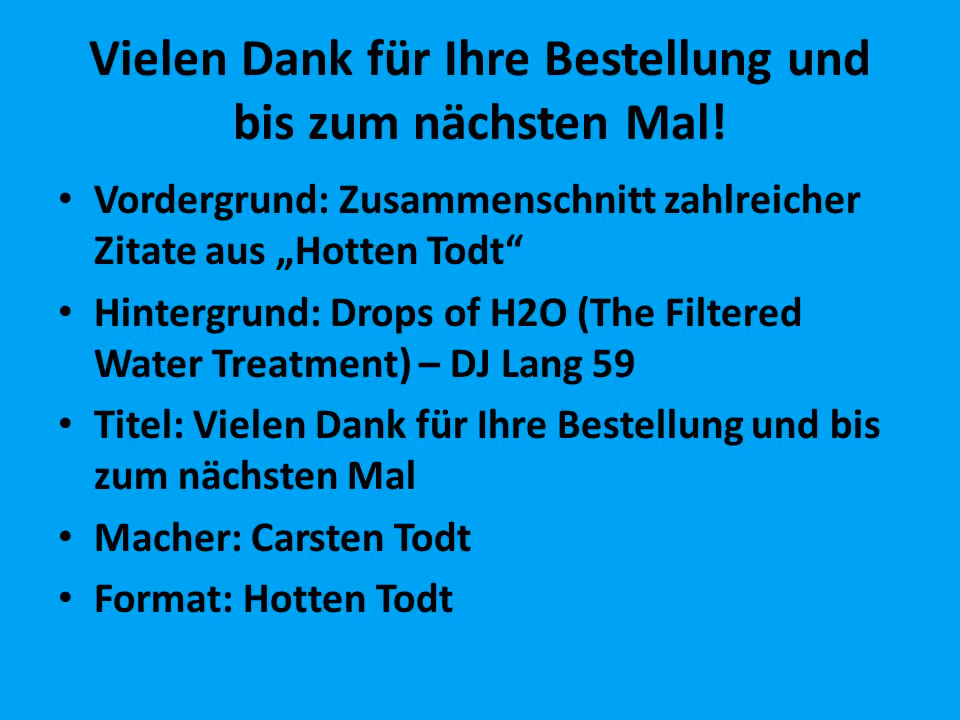 Vielen Dank für Ihre Bestellung und
bis zum nächsten Mal!
• Vordergrund: Zusammenschnitt zahlreicher
Zitate aus „Hotten Todt“
• Hintergrund: Drops of H2O (The Filtered
Water Treatment) – DJ Lang 59
• Titel: Vielen Dank für Ihre Bestellung und bis
zum nächsten Mal
• Macher: Carsten Todt
• Format: Hotten Todt